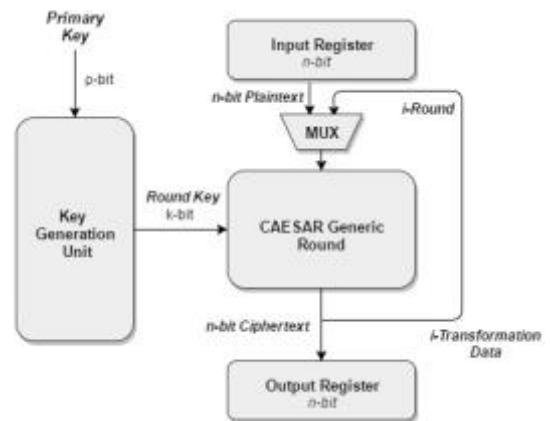 Primary
Key
ρ-bit
Input Register
n-bit
n-bit Plaintext
i-Round
MUX
Round Key
k-bit
Key
Generation
Unit
CAESAR Generic
Round
n-bit Ciphertext
i-Transformation
Data
Output Register
n-bit